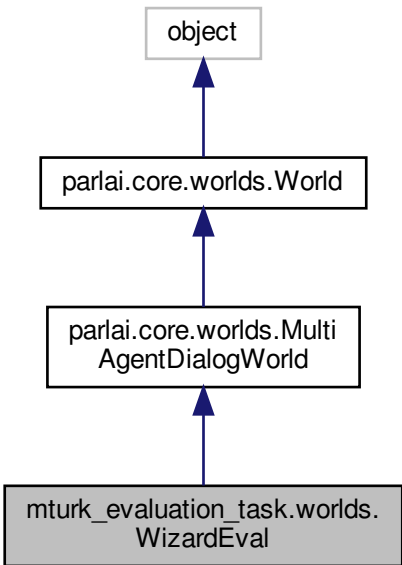 object
parlai.core.worlds.World
parlai.core.worlds.Multi
AgentDialogWorld
mturk_evaluation_task.worlds.
WizardEval